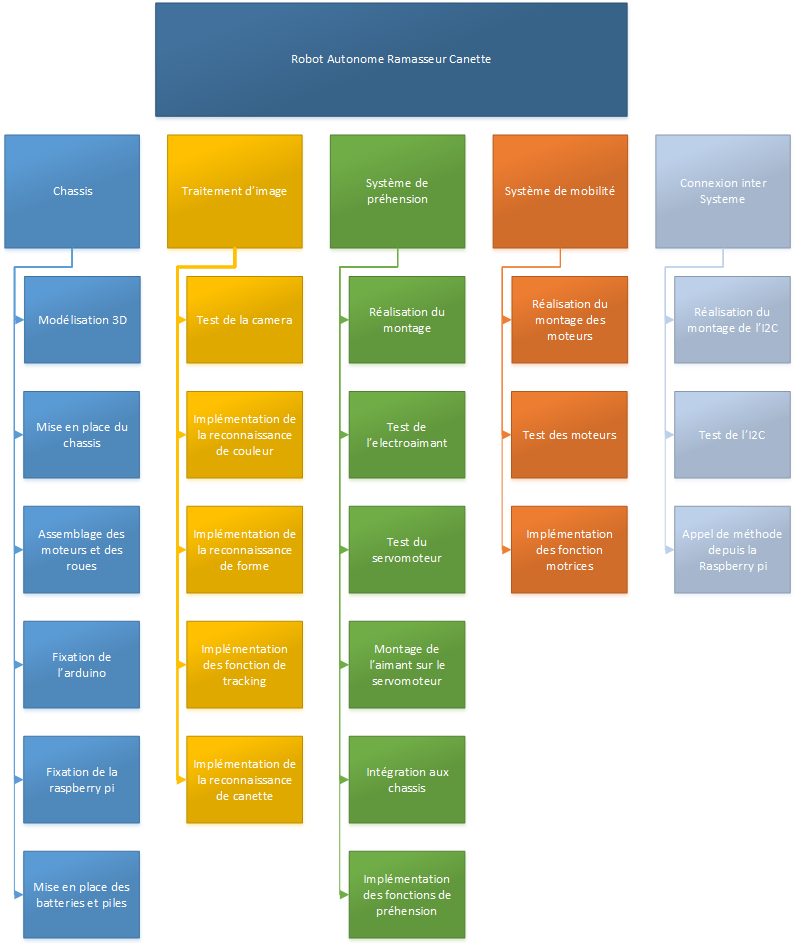 Robot Autonome Ramasseur Canette
Chassis
Modélisation 3D
Mise en place du
chassis
Assemblage des
moteurs et des
roues
Fixation de
l’arduino
Fixation de la
raspberry pi
Mise en place des
batteries et piles
Traitement d’image
Test de la camera
Implémentation de
la reconnaissance
de couleur
Implémentation de
la reconnaissance
de forme
Implémentation
des fonction de
tracking
Implémentation de
la reconnaissance
de canette
Système de
préhension
Réalisation du
montage
Test de
l’electroaimant
Test du
servomoteur
Montage de
l’aimant sur le
servomoteur
Intégration aux
chassis
Implémentation
des fonctions de
préhension
Système de mobilité
Réalisation du
montage des
moteurs
Test des moteurs
Implémentation
des fonction
motrices
Connexion inter
Systeme
Réalisation du
montage de l’I2C
Test de l’I2C
Appel de méthode
depuis la
Raspberry pi